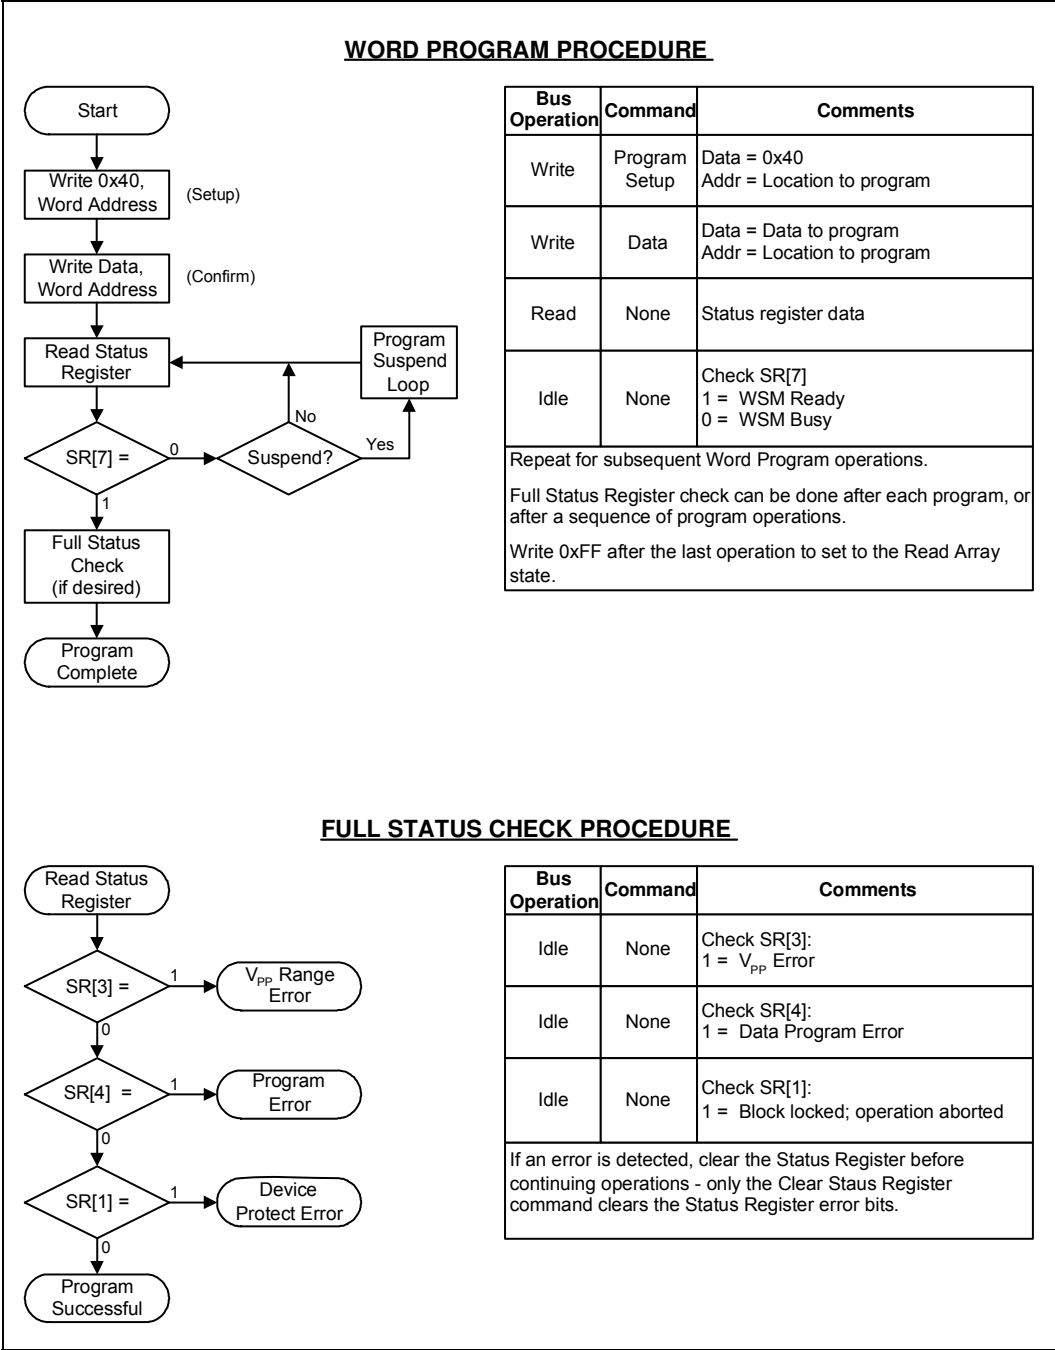 WORD PROGRAM PROCEDURE
Start
Write 0x40,
Word Address
(Setup)
Write Data,
Word Address
(Confirm)
Read Status
Register
Program
Suspend
Loop
No
SR[7] =
0
Suspend?
Yes
1
Full Status
Check
(if desired)
Program
Complete
Bus
Operation
Command
Comments
Write
Program
Setup
Data = 0x40
Addr = Location to program
Write
Data
Data = Data to program
Addr = Location to program
Read
None
Status register data
Idle
None
Check SR[7]
1 = WSM Ready
0 = WSM Busy
Repeat for subsequent Word Program operations.
Full Status Register check can be done after each program, or
after a sequence of program operations.
Write 0xFF after the last operation to set to the Read Array
state.
FULL STATUS CHECK PROCEDURE
Read Status
Register
SR[3] =
1
VPP Range
Error
0
SR[4] =
1
Program
Error
0
SR[1] =
1
Device
Protect Error
0
Program
Successful
Bus
Operation
Command
Comments
Idle
None
Check SR[3]:
1 = VPP Error
Idle
None
Check SR[4]:
1 = Data Program Error
Idle
None
Check SR[1]:
1 = Block locked; operation aborted
If an error is detected, clear the Status Register before
continuing operations - only the Clear Staus Register
command clears the Status Register error bits.